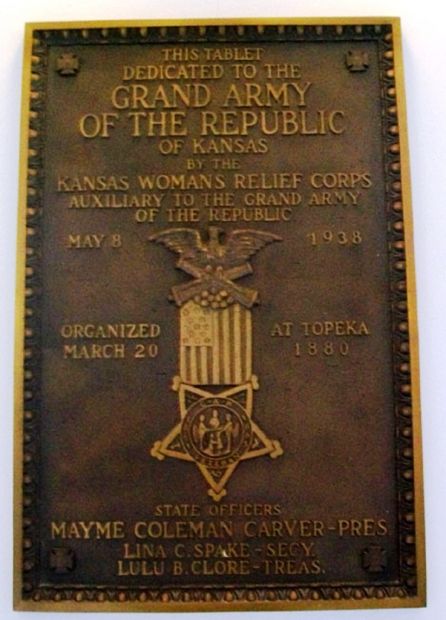 THIS TABLET
DEDICATED TO THE
GRAND ARMY
OF THE REPUBLIC
OF KANSAS
BY THE
KANSAS WOMANS RELIEF CORPS
AUXILIARY TO THE GRAND ARMY
OF THE REPUBLIC
MAY 8 1938
ORGANIZED AT TOPEKA
MARCH 20 1880
STATE OFFICERS
MAYME COLEMAN CARVER-PRES
LINA C. SPAKE-SECY.
LULU B. CLORE-TREAS.